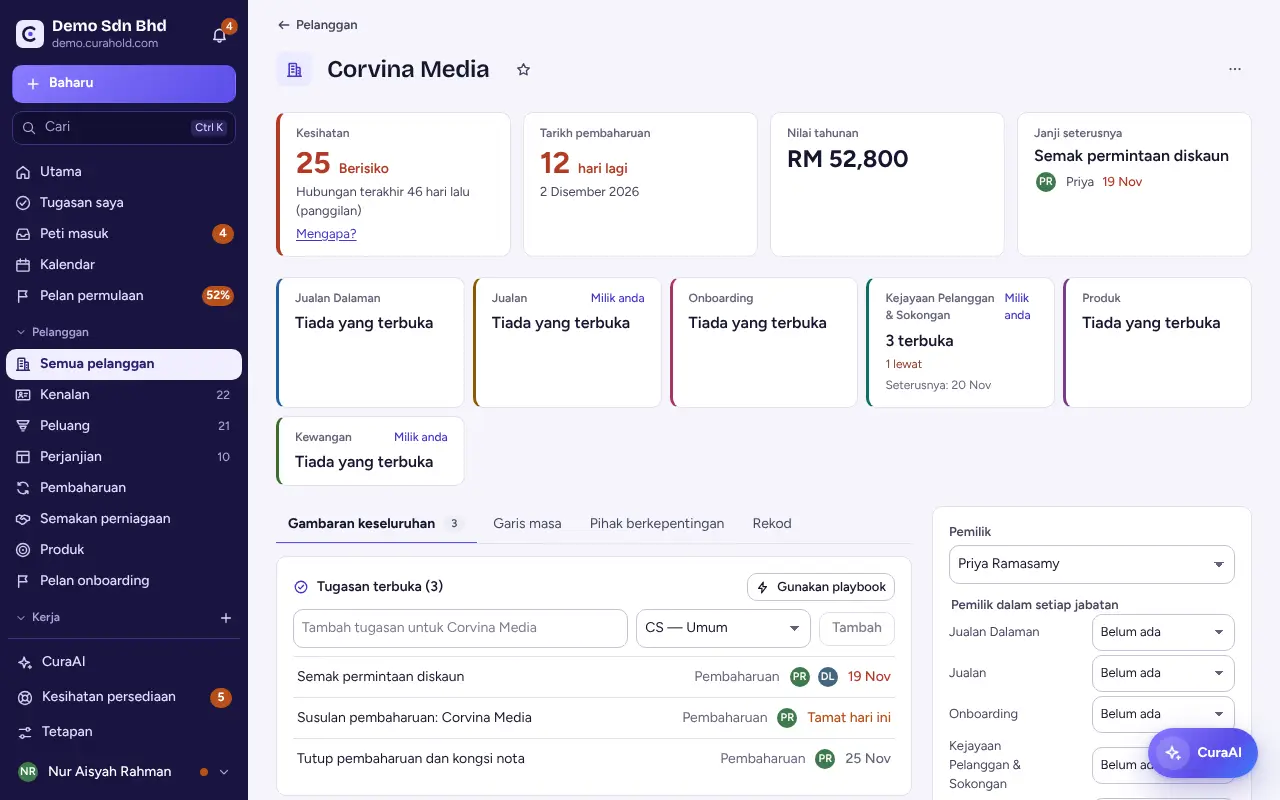 Demo Sdn Bhd
demo.curahold.com
4
Baharu
Cari
Ctrl K
Utama
Tugasan saya
Peti masuk
4
Kalendar
Pelan permulaan
52%
Pelanggan
Semua pelanggan
Kenalan
22
Peluang
21
Perjanjian
10
Pembaharuan
Semakan perniagaan
Produk
Pelan onboarding
Kerja
CuraAI
Kesihatan persediaan
5
Tetapan
NR
Nur Aisyah Rahman
Pelanggan
Corvina Media
Kesihatan
25 Berisiko
Hubungan terakhir 46 hari lalu
(panggilan)
Mengapa?
Tarikh pembaharuan
12 hari lagi
2 Disember 2026
Nilai tahunan
RM 52,800
Janji seterusnya
Semak permintaan diskaun
PR Priya 19 Nov
Jualan Dalaman
Tiada yang terbuka
Jualan
Milik anda
Tiada yang terbuka
Onboarding
Tiada yang terbuka
Kejayaan Pelanggan
& Sokongan
Milik
anda
3 terbuka
1 lewat
Seterusnya: 20 Nov
Produk
Tiada yang terbuka
Kewangan
Milik anda
Tiada yang terbuka
Gambaran keseluruhan 3
Garis masa
Pihak berkepentingan
Rekod
Tugasan terbuka (3)
Gunakan playbook
Tambah tugasan untuk Corvina Media
CS — Umum
Tambah
Semak permintaan diskaun
Pembaharuan PR DL 19 Nov
Susulan pembaharuan: Corvina Media
Pembaharuan PR Tamat hari ini
Tutup pembaharuan dan kongsi nota
Pembaharuan PR 25 Nov
Pemilik
Priya Ramasamy
Pemilik dalam setiap jabatan
Jualan Dalaman
Belum ada
Jualan
Belum ada
Onboarding
Belum ada
Kejayaan
Pelanggan &
Sokongan
Belum
CuraAI